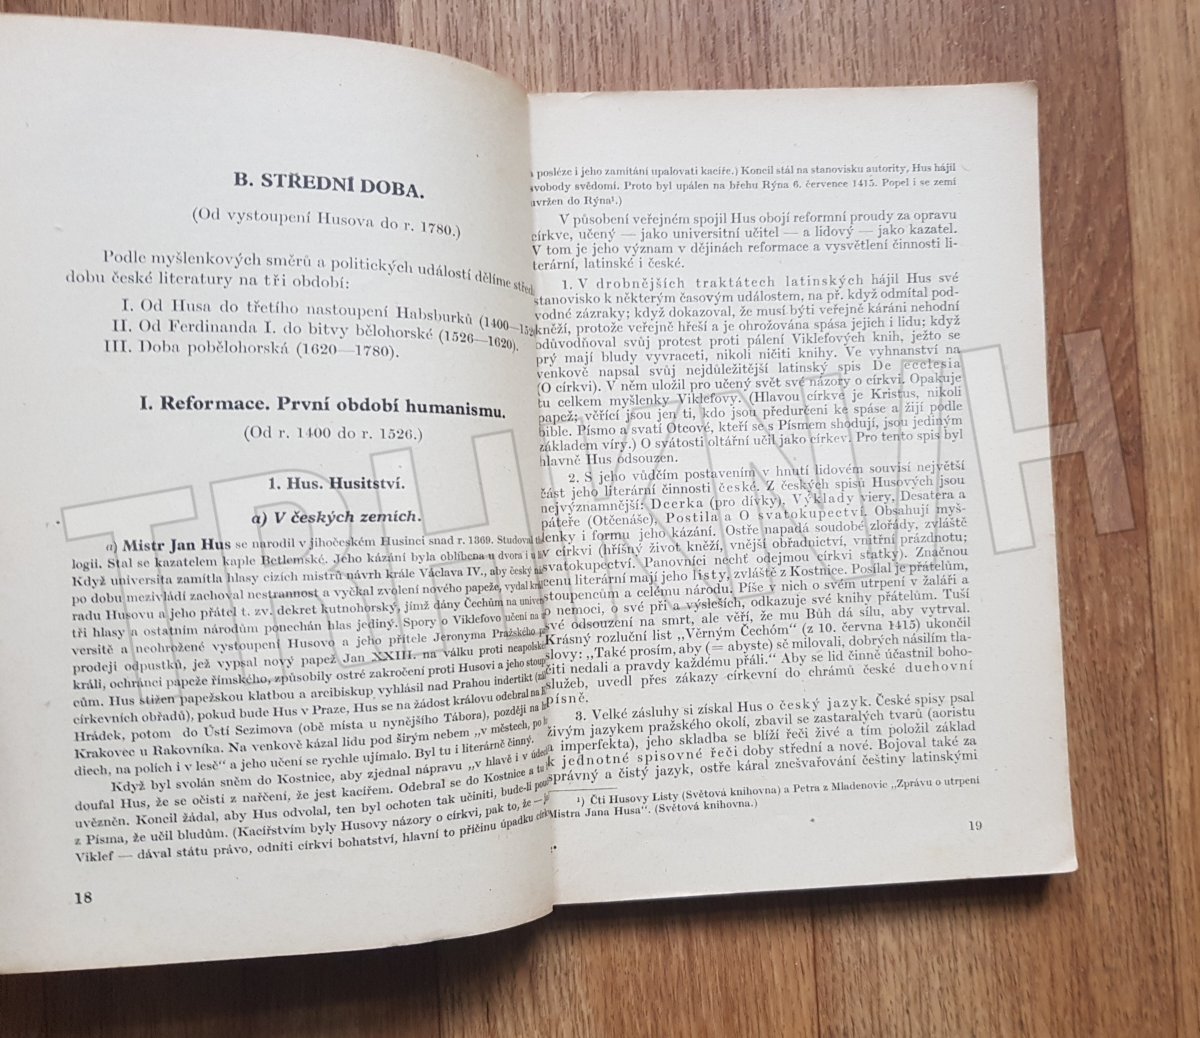 B. STŘEDNÍ DOBA.
(Od vystoupení Husova do r. 1780.)
Podle myšlenkových směrů a politických událostí dělíme
dobu české literatury na tři období:
I. Od Husa do třetího nastoupení Habsburků
II. Od Ferdinanda I. do bitvy bělohorské (1526—1620).
III. Doba pobělohorská (1620—1780).
I. Reformace. První období humanismu.
(Od r. 1400 do r. 1526.)
1. Hus. Husitství.
a) V českých zemích.
a) Mistr Jan Hus se narodil v jihočeském Husinci snad r. 1369. Studoval
logii. Stal se kazatelem kaple Betlemské. Jeho kázání byla oblíbena u dvora i u
Když universita zamítla hlasy cizích mistrů návrh krále Václava IV., aby český
po dobu mezivládí zachoval nestrannost a vyčkal zvolení nového papeže, vydal
radu Husovu a jeho přátel t. zv. dekret kutnohorský, jímž dány Čechům na
tři hlasy a ostatním národům ponechán hlas jediný. Spory o Viklefovo učení na
versitě a neohrožené vystoupení Husovo a jeho přítele Jeronyma Pražského
prodeji odpustků, jež vypsal nový papež Jan XXIII. na válku proti neapolské
králi, ochránci papeže římského, způsobily ostré zakročení proti Husovi a jeho
cům. Hus stižen papežskou klatbou a arcibiskup vyhlásil nad Prahou indertikt
církevních obřadů), pokud bude Hus v Praze, Hus se na žádost královu odebral na
Hrádek, potom do Ústí Sezimova (obě místa u nynějšího Tábora), později na
Krakovec u Rakovníka. Na venkově kázal lidu pod širým nebem „v městech, po
diech, na polích i v lesě“ a jeho učení se rychle ujímalo. Byl tu i literárně činný.
Když byl svolán sněm do Kostnice, aby zjednal nápravu „v hlavě i v
doufal Hus, že se očistí z nařčení, že jest kacířem. Odebral se do Kostnice a tu
uvězněn. Koncil žádal, aby Hus odvolal, ten byl ochoten tak učiniti, bude-li
z Písma, že učil bludům. (Kacířstvím byly Husovy názory o církvi, pak to, že —
Viklef — dával státu právo, odníti církvi bohatství, hlavní to příčinu úpadku
18
a posléze i jeho zamítání upalovati kacíře.) Koncil stál na stanovisku autority, Hus hájil
svobody svědomí. Proto byl upálen na břehu Rýna 6. července 1415. Popel i se zemí
uvržen do Rýna¹.)
V působení veřejném spojil Hus obojí reformní proudy za opravu
církve, učený — jako universitní učitel — a lidový — jako kazatel.
V tom je jeho význam v dějinách reformace a vysvětlení činnosti li-
terární, latinské i české.
1. V drobnějších traktátech latinských hájil Hus své
stanovisko k některým časovým událostem, na př. když odmítal pod-
vodné zázraky; když dokazoval, že musí býti veřejně káráni nehodní
kněží, protože veřejně hřeší a je ohrožována spása jejich i lidu; když
odůvodňoval svůj protest proti pálení Viklefových knih, ježto se
prý mají bludy vyvraceti, nikoli ničiti knihy. Ve vyhnanství na
venkově napsal svůj nejdůležitější latinský spis De ecclesia
(O církvi). V něm uložil pro učený svět své názory o církvi. Opakuje
tu celkem myšlenky Viklefovy. (Hlavou církve je Kristus, nikoli
papež; věřící jsou jen ti, kdo jsou předurčeni ke spáse a žijí podle
bible. Písmo a svatí Otcové, kteří se s Písmem shodují, jsou jediným
základem víry.) O svátosti oltářní učil jako církev. Pro tento spis byl
hlavně Hus odsouzen.
2. S jeho vůdčím postavením v hnutí lidovém souvisí největší
část jeho literární činnosti české. Z českých spisů Husových jsou
nejvýznamnější: Dcerka (pro dívky), Výklady viery, Desatera a
páteře (Otčenáše), Postila a O svatokupectví. Obsahují myš-
lenky i formu jeho kázání. Ostře napadá soudobé zlořády, zvláště
v církvi (hříšný život kněží, vnější obřadnictví, vnitřní prázdnotu;
svatokupectví. Panovníci nechť odejmou církvi statky). Značnou
cenu literární mají jeho listy, zvláště z Kostnice. Posílal je přátelům,
stoupencům a celému národu. Píše v nich o svém utrpení v žaláři a
o nemoci, o své při a výsleších, odkazuje své knihy přátelům. Tuší
své odsouzení na smrt, ale věří, že mu Bůh dá sílu, aby vytrval.
Krásný rozluční list „Věrným Čechóm“ (z 10. června 1415) ukončil
slovy: „Také prosím, aby (= abyste) se milovali, dobrých násilím tla-
čiti nedali a pravdy každému přáli.“ Aby se lid činně účastnil boho-
služeb, uvedl přes zákazy církevní do chrámů české duchovní
písně.
3. Velké zásluhy si získal Hus o český jazyk. České spisy psal
živým jazykem pražského okolí, zbavil se zastaralých tvarů (aoristu
a imperfekta), jeho skladba se blíží řeči živé a tím položil základ
k jednotné spisovné řeči doby střední a nové. Bojoval také za
správný a čistý jazyk, ostře káral znešvařování češtiny latinskými
¹) Čti Husovy Listy (Světová knihovna) a Petra z Mladenovic „Zprávu o utrpení
Mistra Jana Husa“. (Světová knihovna.)
19
TRH KNIH